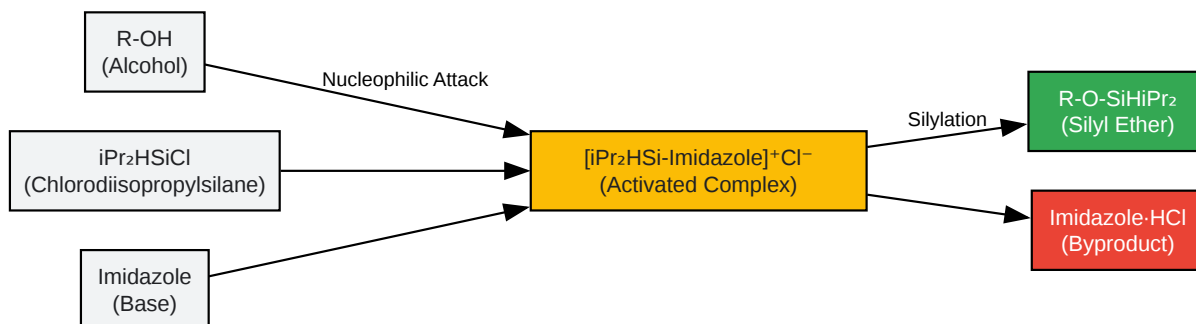 R-OH
(Alcohol)
Nucleophilic Attack
iPr₂HSiCl
(Chlorodiisopropylsilane)
Imidazole
(Base)
[iPr₂HSi-Imidazole]⁺Cl⁻
(Activated Complex)
Silylation
R-O-SiHiPr₂
(Silyl Ether)
Imidazole·HCl
(Byproduct)